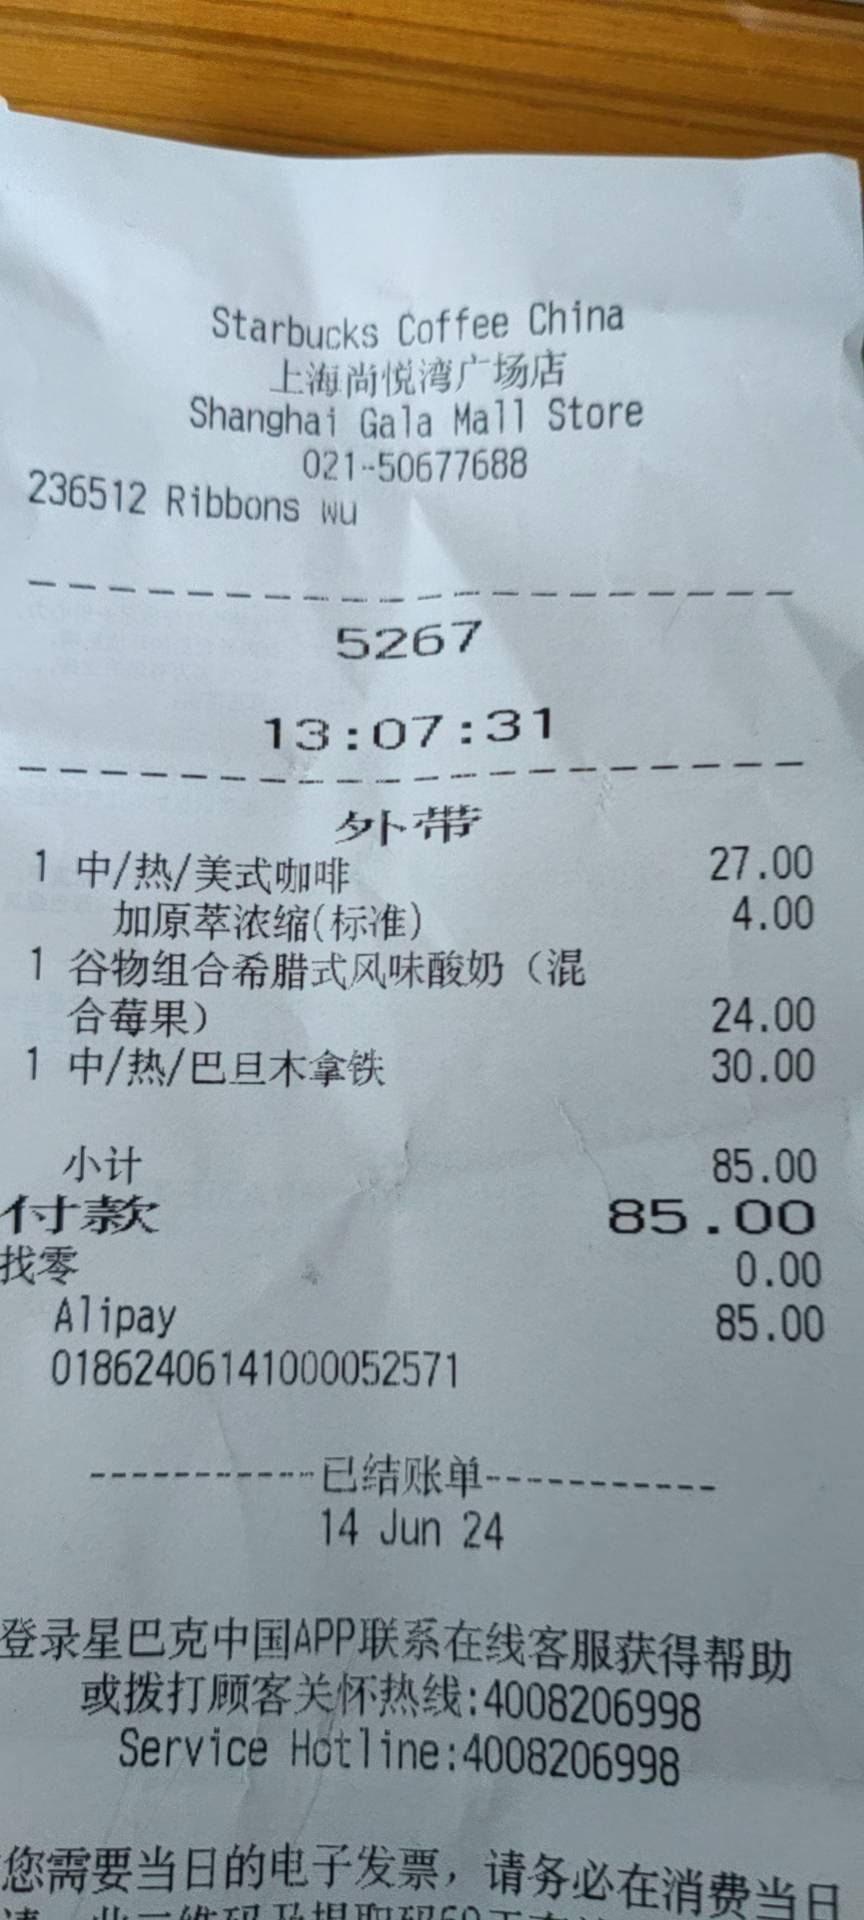 Starbucks Coffee China
上海尚悦湾广场店
Shanghai Gala Mall Store
021-50677688
236512 Ribbons wu
5267
13:07:31
外带
1 中/热/美式咖啡 27.00
加原萃浓缩(标准) 4.00
1 谷物组合希腊式风味酸奶（混
合莓果） 24.00
1 中/热/巴旦木拿铁 30.00
小计 85.00
付款 85.00
找零 0.00
Alipay 85.00
01862406141000052571
-----------已结账单-----------
14 Jun 24
登录星巴克中国APP联系在线客服获得帮助
或拨打顾客关怀热线:4008206998
Service Hotline:4008206998
您需要当日的电子发票，请务必在消费当日